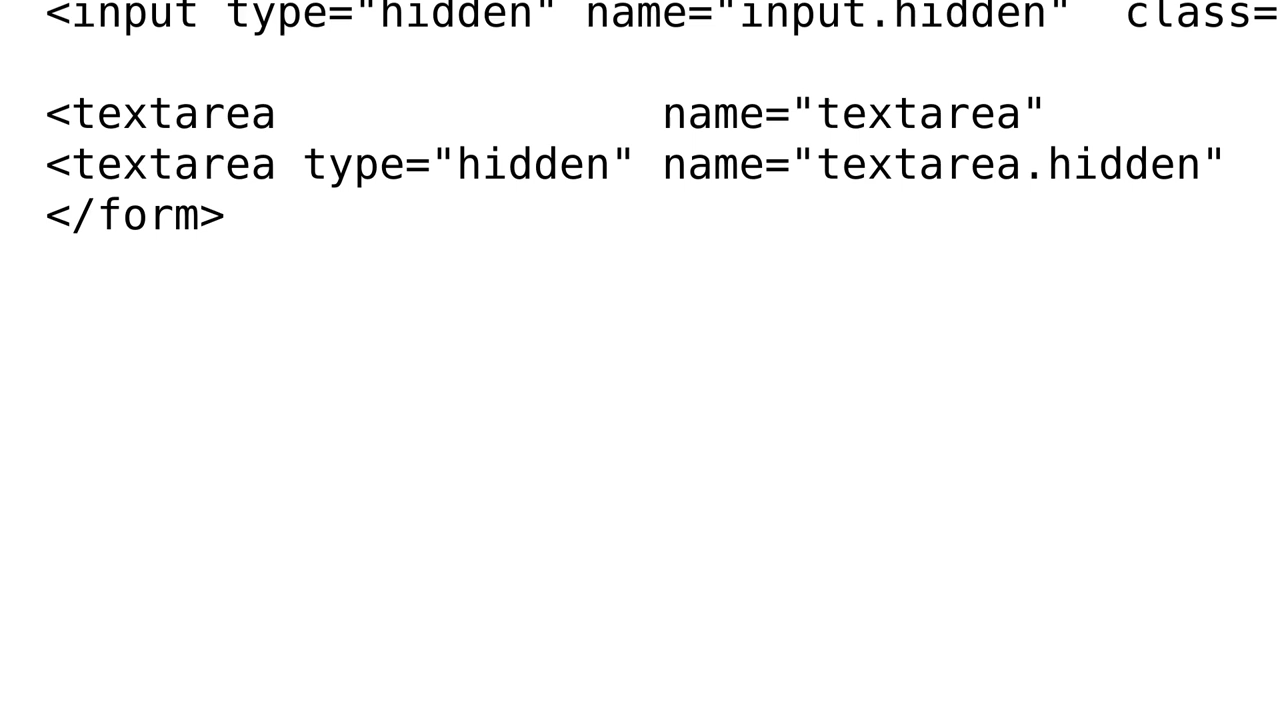 <input type="hidden" name="input.hidden"  class=
<textarea               name="textarea"
<textarea type="hidden" name="textarea.hidden"
</form>